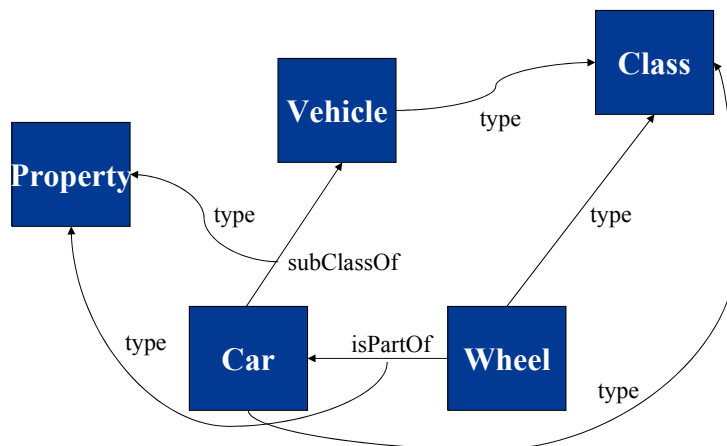 Class
Vehicle
type
Property
type
type
subClassOf
type
isPartOf
Car
Wheel
type